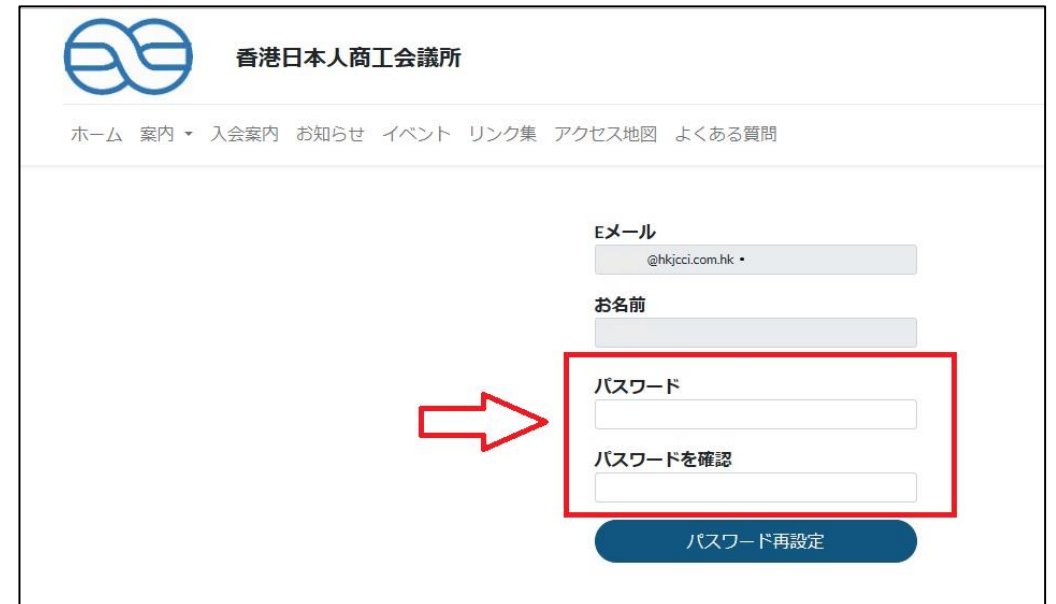 香港日本人商工会議所
ホーム 案内 入会案内 お知らせ イベント リンク集 アクセス地図 よくある質問
Eメール
@hkjcci.com.hk •
お名前
パスワード
パスワードを確認
パスワード再設定